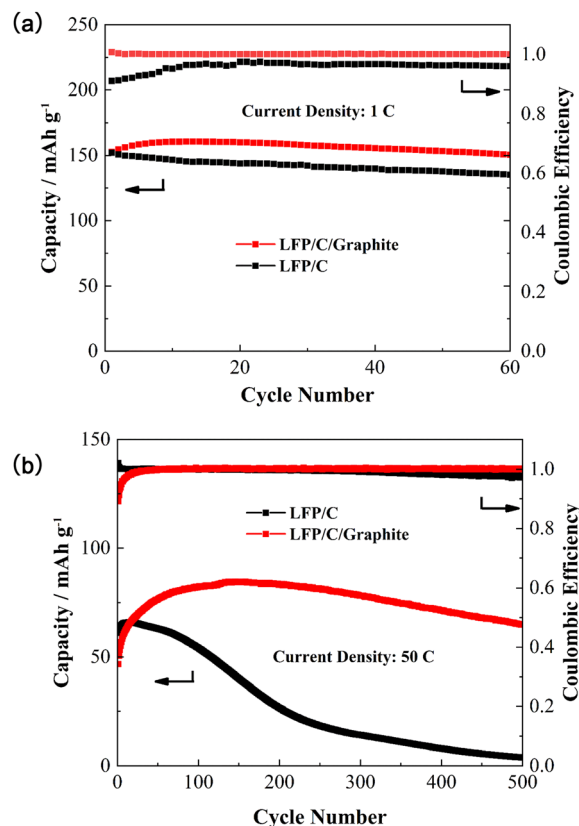 (a)
250
200
150
100
50
0
Capacity / mAh g⁻¹
1.0
0.8
0.6
0.4
0.2
0.0
Coulombic Efficiency
Current Density: 1 C
LFP/C/Graphite
LFP/C
0 20 40 60
Cycle Number
(b)
150
100
50
0
Capacity / mAh g⁻¹
1.0
0.8
0.6
0.4
0.2
0.0
Coulombic Efficiency
LFP/C
LFP/C/Graphite
Current Density: 50 C
0 100 200 300 400 500
Cycle Number